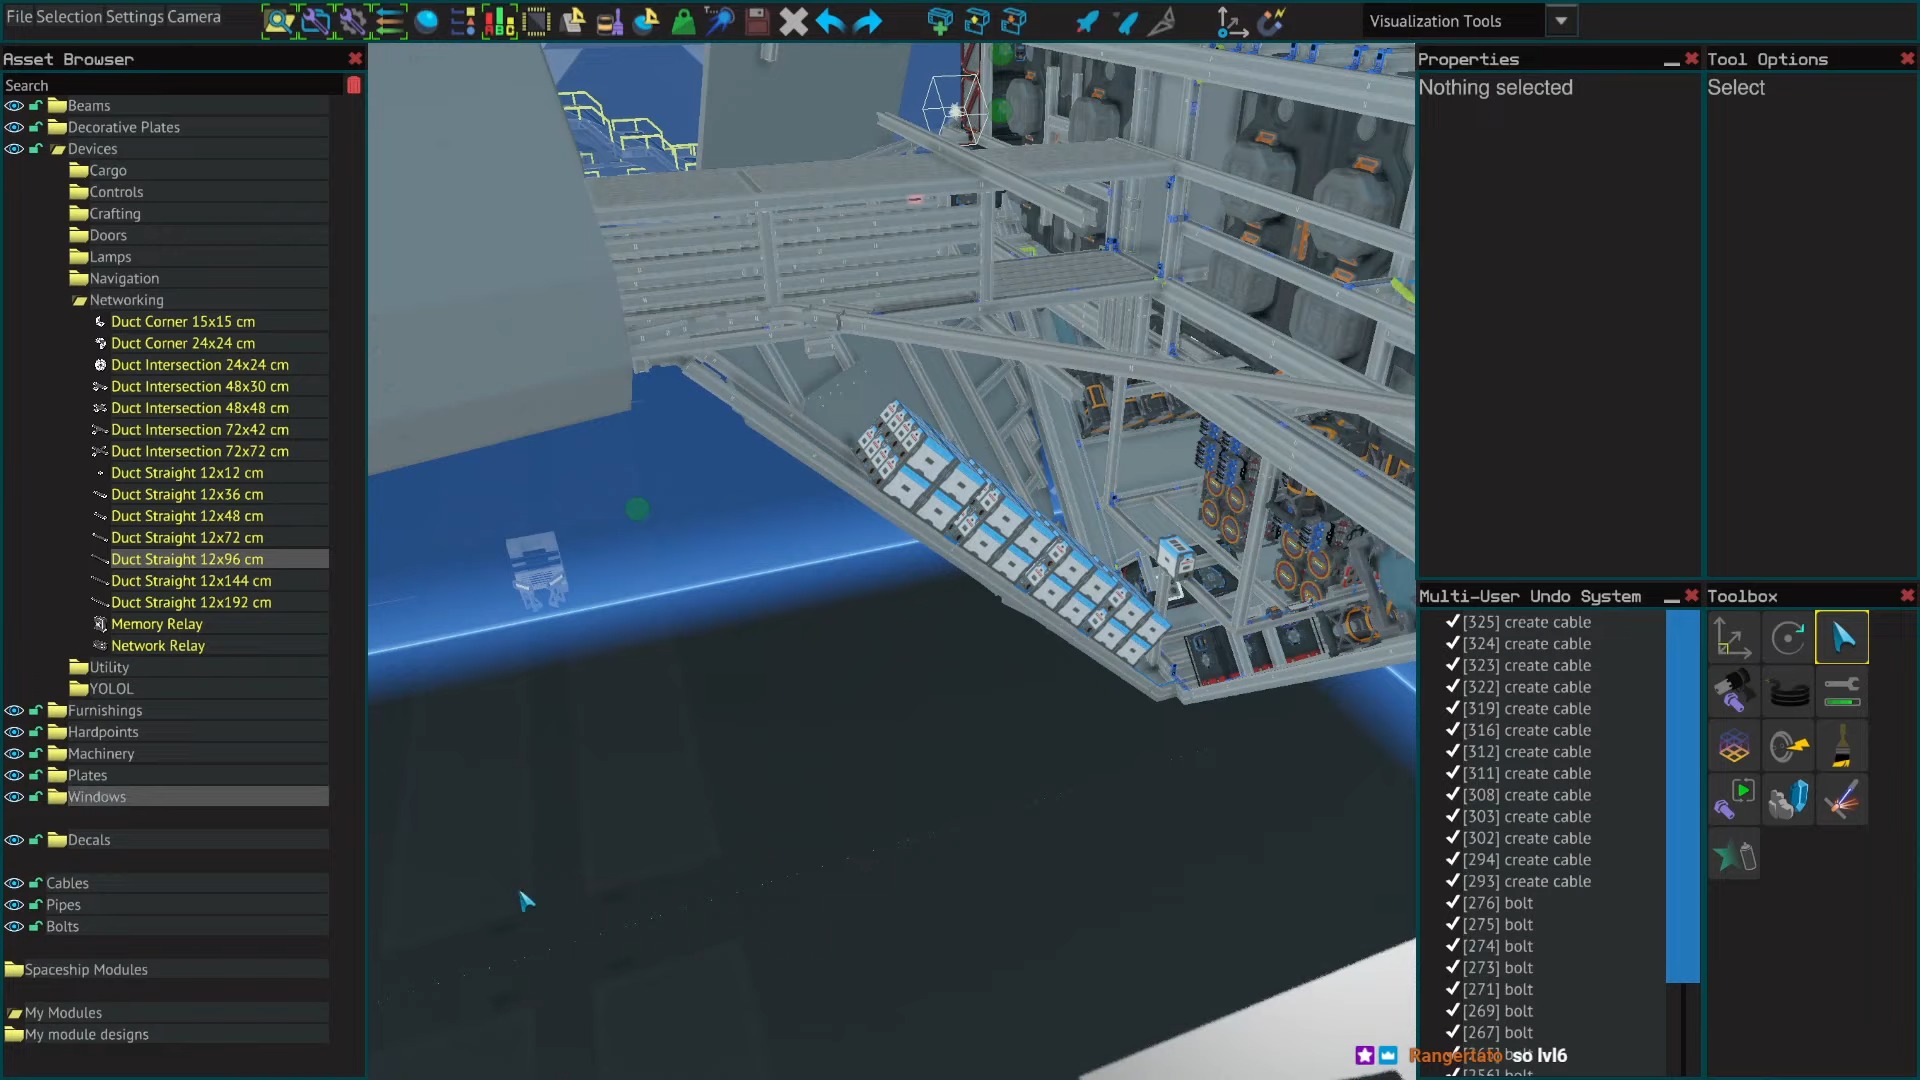 File Selection Settings Camera
Visualization Tools
Asset Browser
Search
Beams
Decorative Plates
Devices
Cargo
Controls
Crafting
Doors
Lamps
Navigation
Networking
Duct Corner 15x15 cm
Duct Corner 24x24 cm
Duct Intersection 24x24 cm
Duct Intersection 48x30 cm
Duct Intersection 48x48 cm
Duct Intersection 72x42 cm
Duct Intersection 72x72 cm
Duct Straight 12x12 cm
Duct Straight 12x36 cm
Duct Straight 12x48 cm
Duct Straight 12x72 cm
Duct Straight 12x96 cm
Duct Straight 12x144 cm
Duct Straight 12x192 cm
Memory Relay
Network Relay
Utility
YOLOL
Furnishings
Hardpoints
Machinery
Plates
Windows
Decals
Cables
Pipes
Bolts
Spaceship Modules
My Modules
My module designs
Properties
Nothing selected
Tool Options
Select
Multi-User Undo System
[325] create cable
[324] create cable
[323] create cable
[322] create cable
[319] create cable
[316] create cable
[312] create cable
[311] create cable
[308] create cable
[303] create cable
[302] create cable
[294] create cable
[293] create cable
[276] bolt
[275] bolt
[274] bolt
[273] bolt
[271] bolt
[269] bolt
[267] bolt
[265] bolt
[256] bolt
Toolbox
Rangertato so lvl6